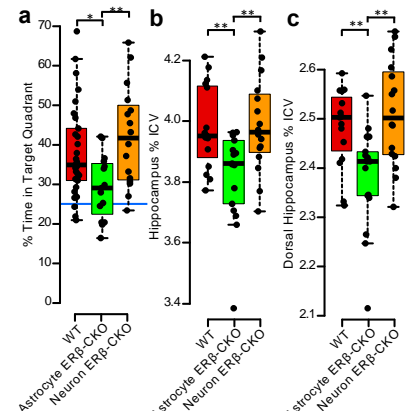 a
% Time in Target Quadrant
70
60
50
40
30
20
10
0
* **
WT
Astrocyte ERβ-CKO
Neuron ERβ-CKO
b
Hippocampus % ICV
4.2
4.0
3.8
3.6
3.4
** **
WT
Astrocyte ERβ-CKO
Neuron ERβ-CKO
c
Dorsal Hippocampus % ICV
2.6
2.5
2.4
2.3
2.2
2.1
** **
WT
Astrocyte ERβ-CKO
Neuron ERβ-CKO